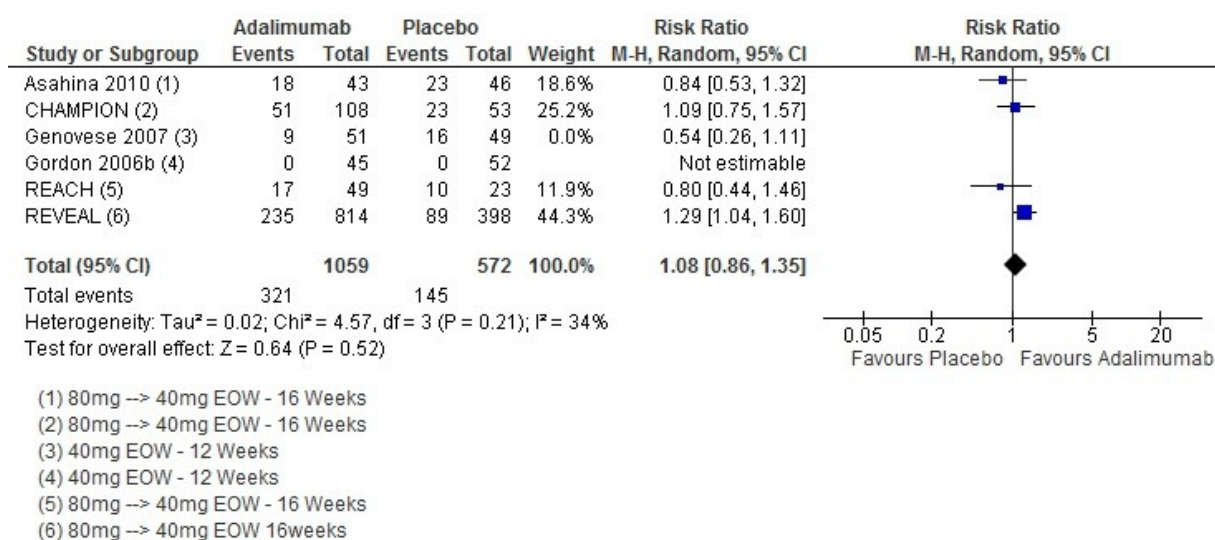 Adalimumab Placebo Risk Ratio Risk Ratio
Study or Subgroup Events Total Events Total Weight M-H, Random, 95% CI M-H, Random, 95% CI
Asahina 2010 (1) 18 43 23 46 18.6% 0.84 [0.53, 1.32]
CHAMPION (2) 51 108 23 53 25.2% 1.09 [0.75, 1.57]
Genovese 2007 (3) 9 51 16 49 0.0% 0.54 [0.26, 1.11]
Gordon 2006b (4) 0 45 0 52 Not estimable
REACH (5) 17 49 10 23 11.9% 0.80 [0.44, 1.46]
REVEAL (6) 235 814 89 398 44.3% 1.29 [1.04, 1.60]
Total (95% CI) 1059 572 100.0% 1.08 [0.86, 1.35]
Total events 321 145
Heterogeneity: Tau² = 0.02; Chi² = 4.57, df = 3 (P = 0.21); I² = 34%
Test for overall effect: Z = 0.64 (P = 0.52)
0.05 0.2 1 5 20
Favours Placebo Favours Adalimumab
(1) 80mg --> 40mg EOW - 16 Weeks
(2) 80mg --> 40mg EOW - 16 Weeks
(3) 40mg EOW - 12 Weeks
(4) 40mg EOW - 12 Weeks
(5) 80mg --> 40mg EOW - 16 Weeks
(6) 80mg --> 40mg EOW 16weeks